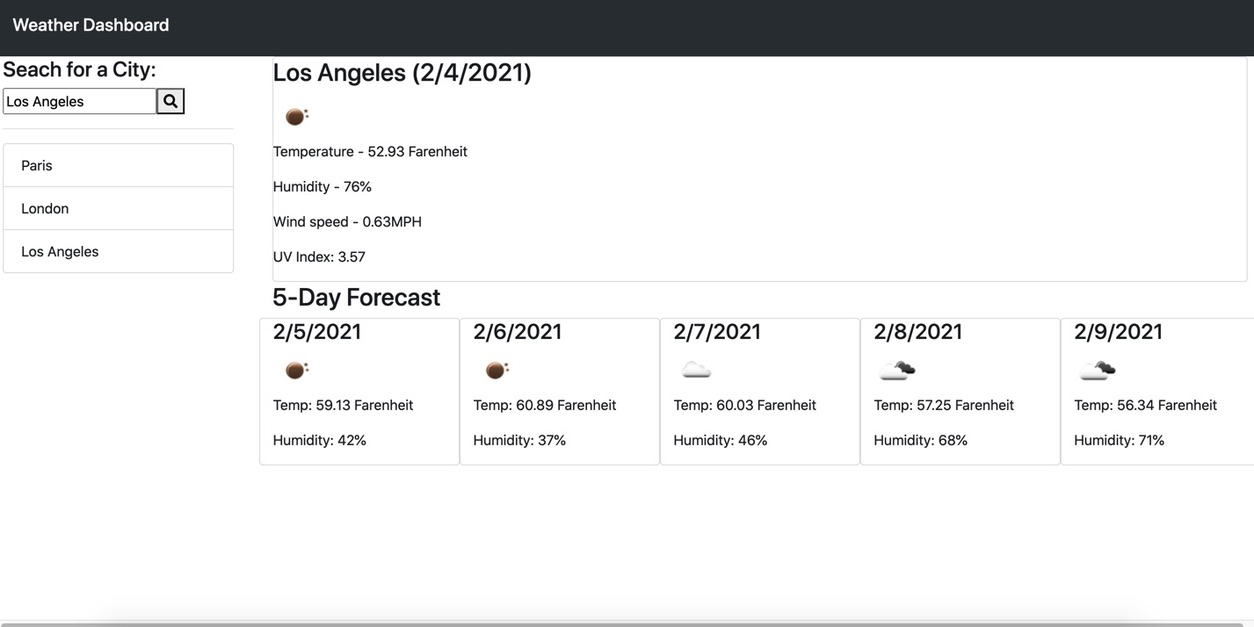 Weather Dashboard
Seach for a City:
Los Angeles
Paris
London
Los Angeles
Los Angeles (2/4/2021)
Temperature - 52.93 Farenheit
Humidity - 76%
Wind speed - 0.63MPH
UV Index: 3.57
5-Day Forecast
2/5/2021
Temp: 59.13 Farenheit
Humidity: 42%
2/6/2021
Temp: 60.89 Farenheit
Humidity: 37%
2/7/2021
Temp: 60.03 Farenheit
Humidity: 46%
2/8/2021
Temp: 57.25 Farenheit
Humidity: 68%
2/9/2021
Temp: 56.34 Farenheit
Humidity: 71%